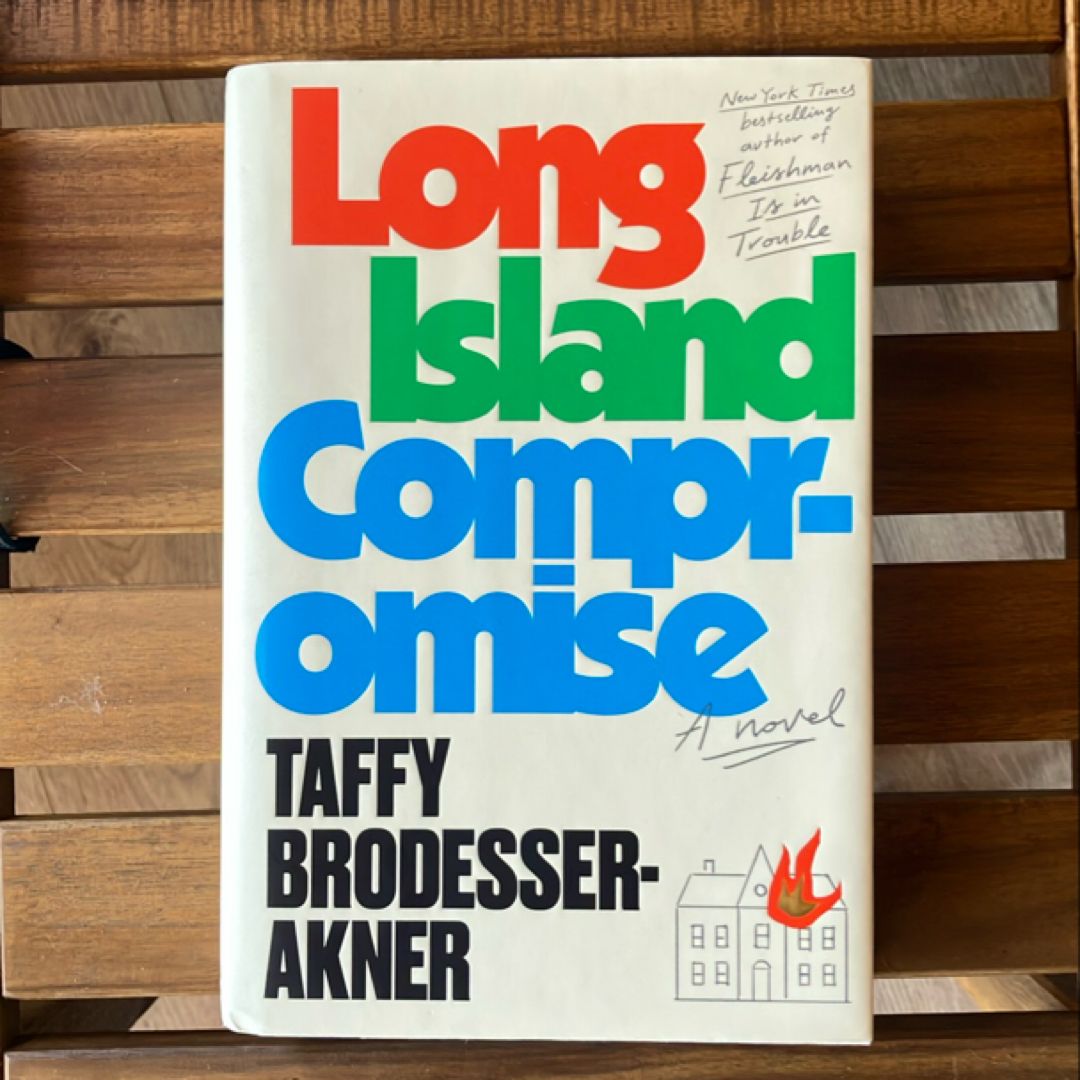 Long
Island
Compr-
omise
New York Times
bestselling
author of
Fleishman
Is in
Trouble
A novel
TAFFY
BRODESSER-
AKNER